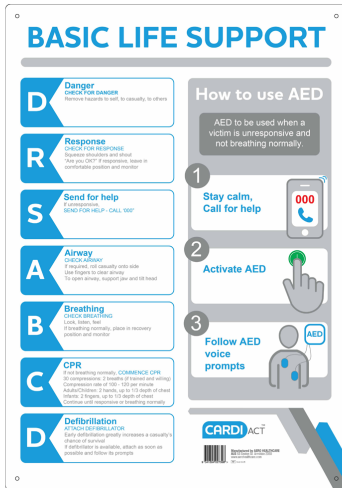 BASIC LIFE SUPPORT
D
Danger
CHECK FOR DANGER
Remove hazards to self, to casualty, to others
R
Response
CHECK FOR RESPONSE
Squeeze shoulders and shout
"Are you OK?" If responsive, leave in
comfortable position and monitor
S
Send for help
If unresponsive,
SEND FOR HELP - CALL '000'
A
Airway
CHECK AIRWAY
If required, roll casualty onto side
Use fingers to clear airway
To open airway, support jaw and tilt head
B
Breathing
CHECK BREATHING
Look, listen, feel
If breathing normally, place in recovery
position and monitor
C
CPR
If not breathing normally, COMMENCE CPR
30 compressions: 2 breaths (if trained and willing)
Compression rate of 100 - 120 per minute
Adults/Children: 2 hands, up to 1/3 depth of chest
Infants: 2 fingers, up to 1/3 depth of chest
Continue until responsive or breathing normally
D
Defibrillation
ATTACH DEFIBRILLATOR
Early defibrillation greatly increases a casualty's
chance of survival
If defibrillator is available, attach as soon as
possible and follow its prompts
How to use AED
AED to be used when a
victim is unresponsive and
not breathing normally.
1
Stay calm,
Call for help
000
2
Activate AED
3
Follow AED
voice
prompts
AED
CARDIACT